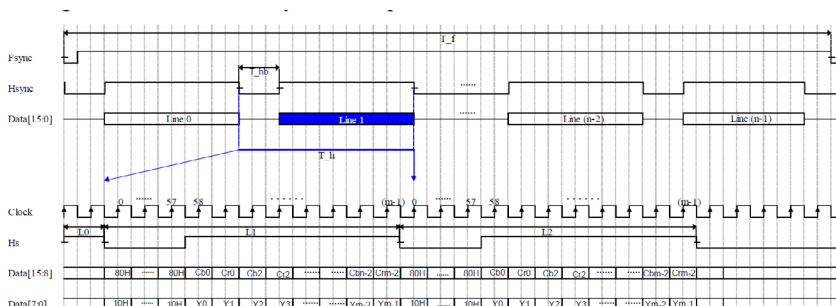 T_f
Fsync
T_hb
Hsync ......
Data[15:0] Line 0 Line 1 ...... Line (n-2) Line (n-1)
T_h
0 ...... 57 58 ...... (m-1) 0 ...... 57 58 ...... (m-1)
Clock
L0 L1 L2
Hs
Data[15:8] 80H ...... 80H Cb0 Cr0 Cb2 Cr2 ...... ...... Cbn-2 Crm-2 80H ...... 80H Cb0 Cr0 Cb2 Cr2 ...... ...... Cbm-2 Crm-2
Data[7:0] 10H ...... 10H Y0 Y1 Y2 Y3 ...... ...... Ym-2 Ym-1 10H ...... 10H Y0 Y1 Y2 Y3 ...... ...... Ym-2 Ym-1